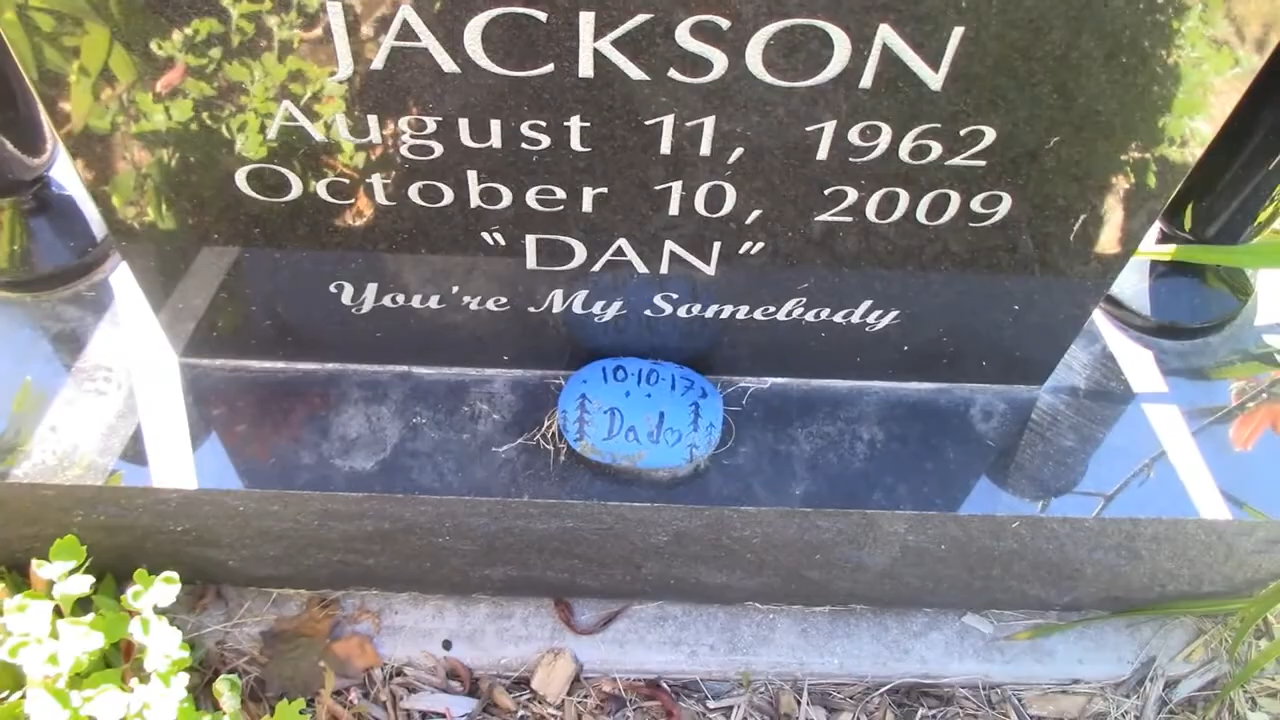 JACKSON
August 11, 1962
October 10, 2009
"DAN"
You're My Somebody
10·10·17
Dad